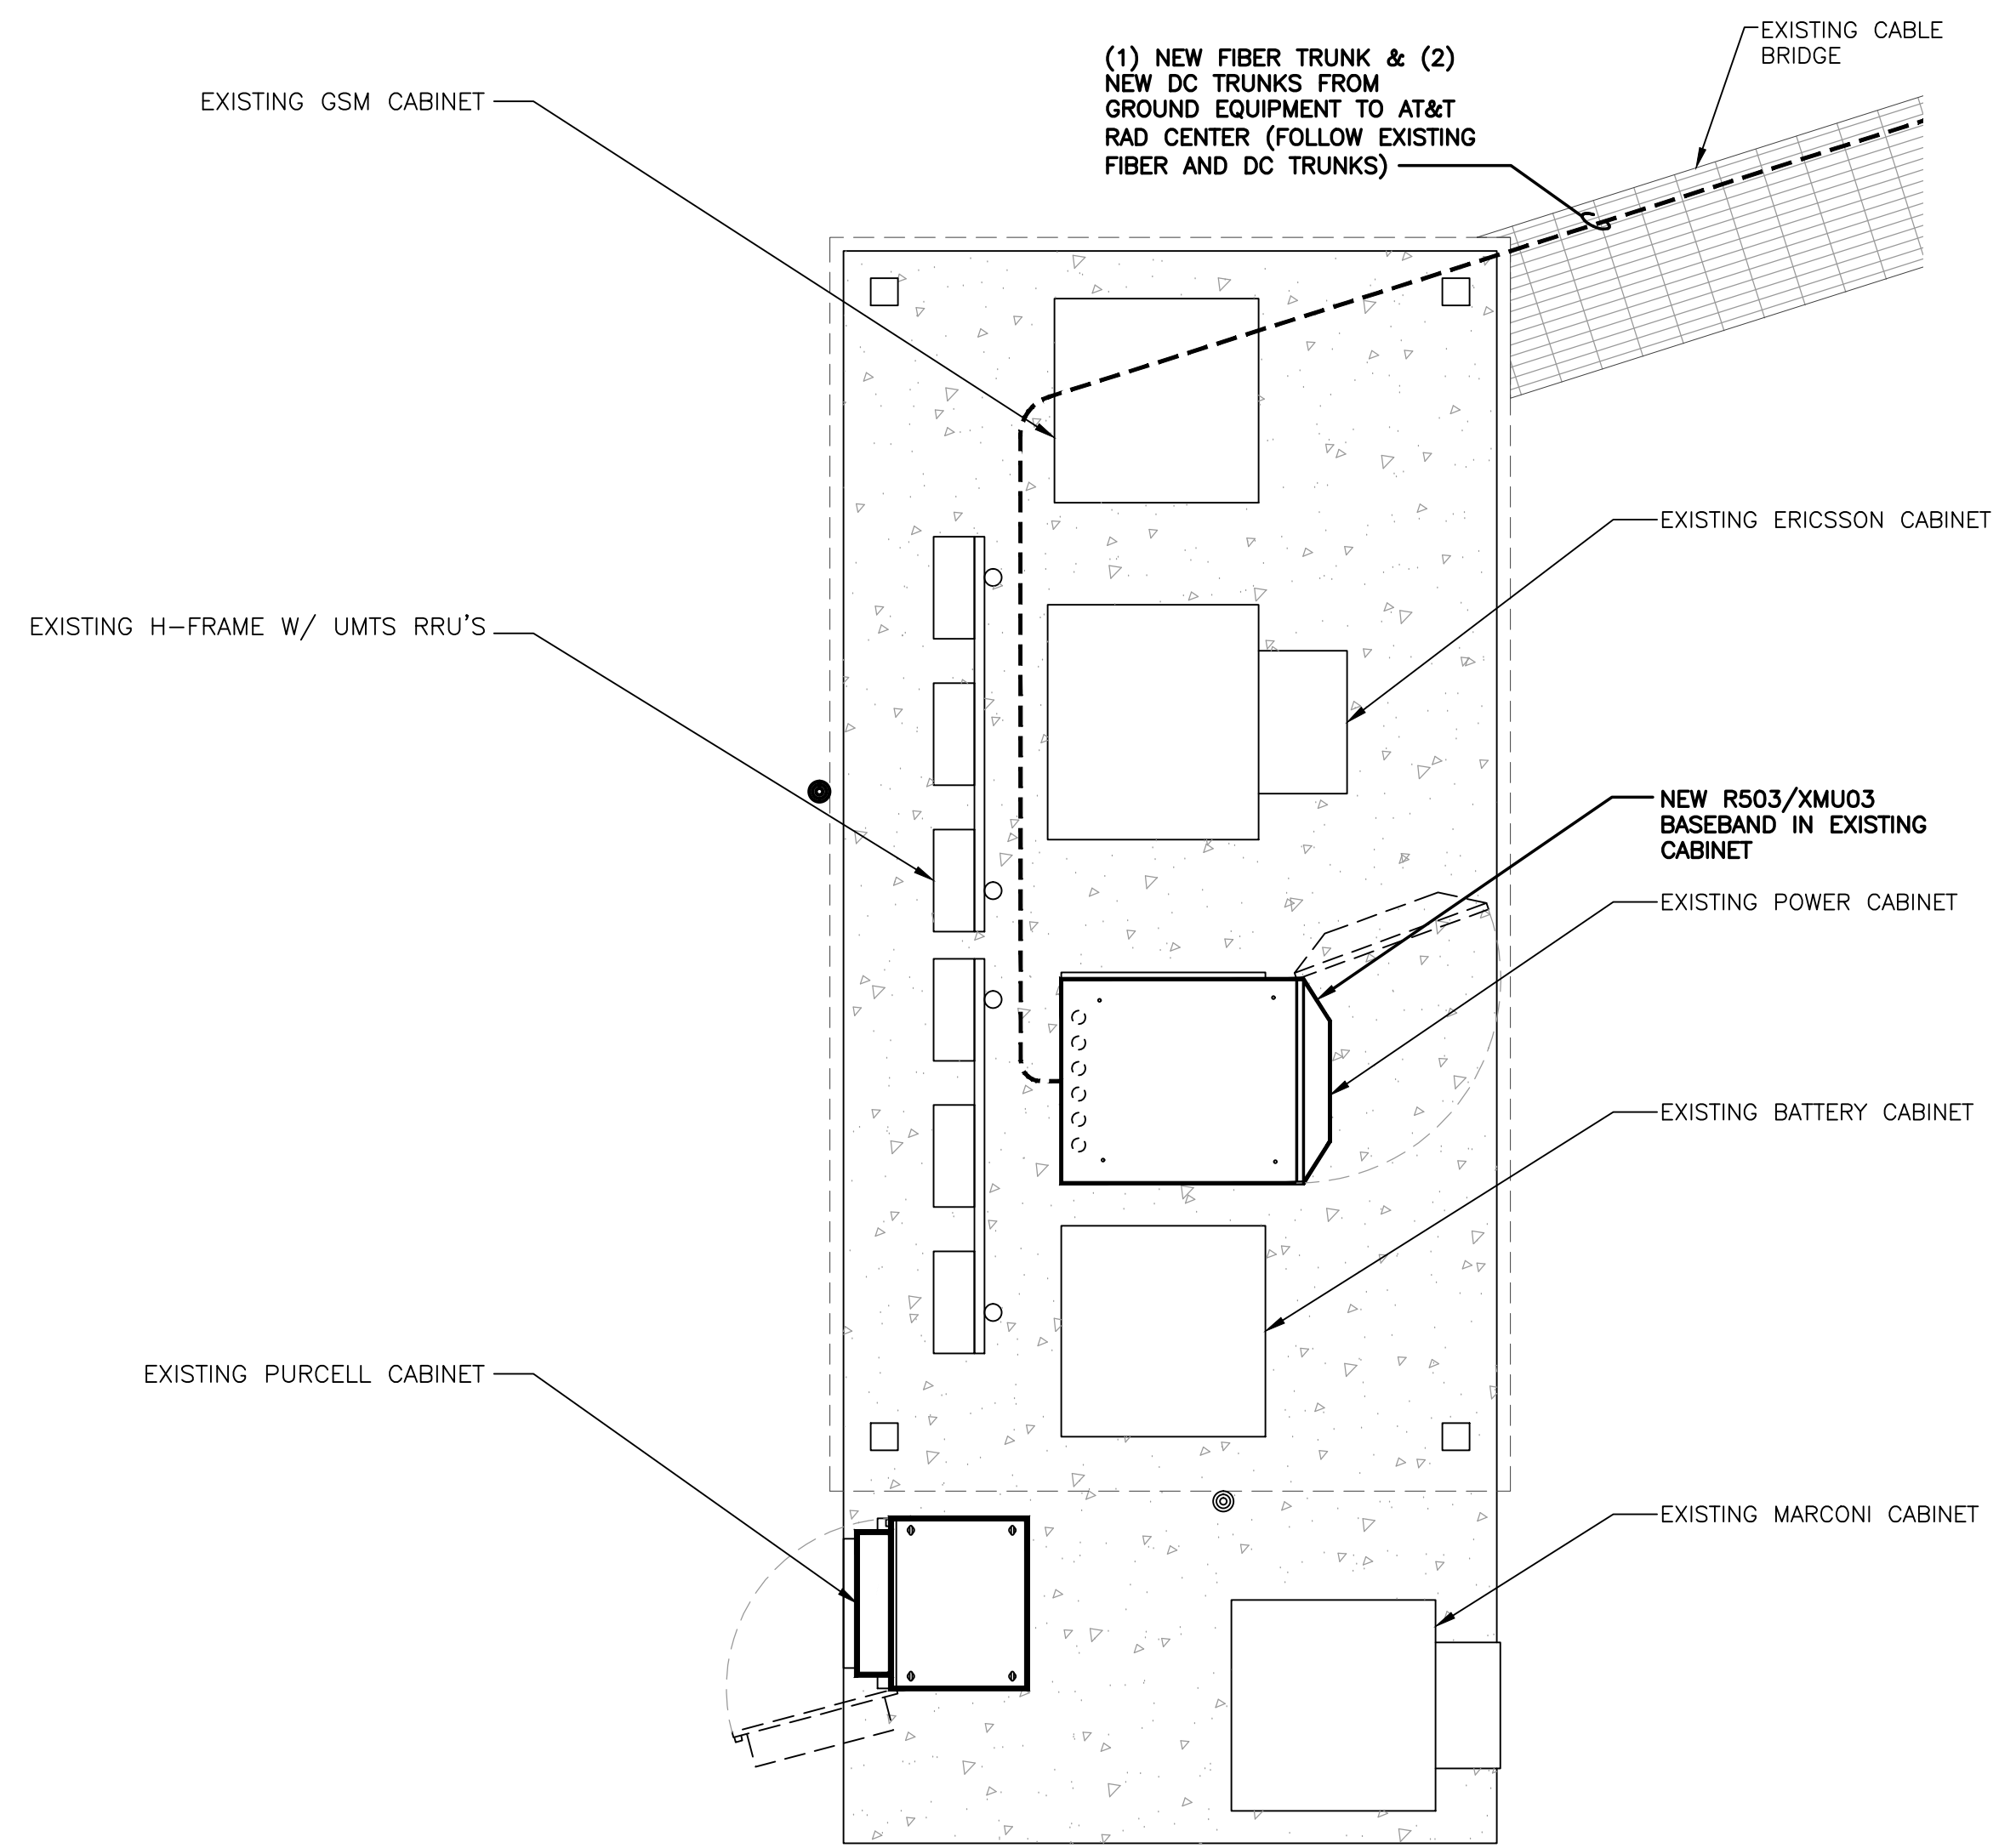 EXISTING CABLE
BRIDGE
(1) NEW FIBER TRUNK & (2)
NEW DC TRUNKS FROM
GROUND EQUIPMENT TO AT&T
RAD CENTER (FOLLOW EXISTING
FIBER AND DC TRUNKS)
EXISTING GSM CABINET
EXISTING ERICSSON CABINET
EXISTING H-FRAME W/ UMTS RRU'S
NEW R503/XMU03
BASEBAND IN EXISTING
CABINET
EXISTING POWER CABINET
EXISTING BATTERY CABINET
EXISTING PURCELL CABINET
EXISTING MARCONI CABINET